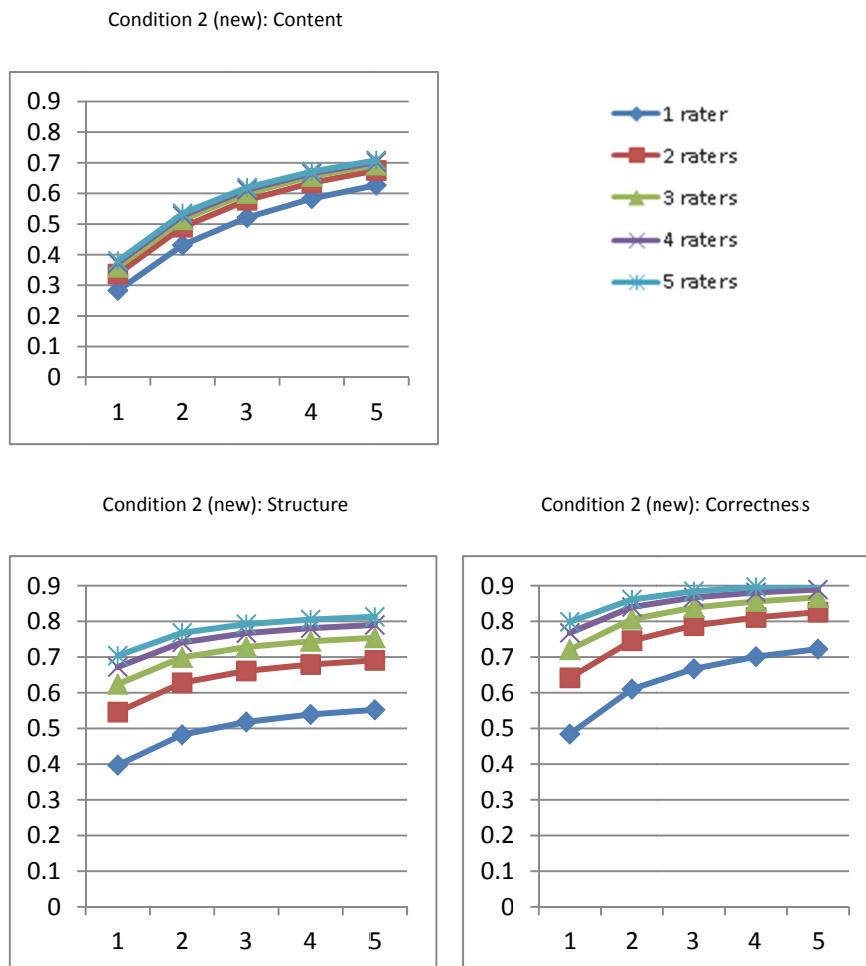 Condition 2 (new): Content
0.9
0.8
0.7
0.6
0.5
0.4
0.3
0.2
0.1
0
1 2 3 4 5
1 rater
2 raters
3 raters
4 raters
5 raters
Condition 2 (new): Structure
0.9
0.8
0.7
0.6
0.5
0.4
0.3
0.2
0.1
0
1 2 3 4 5
Condition 2 (new): Correctness
0.9
0.8
0.7
0.6
0.5
0.4
0.3
0.2
0.1
0
1 2 3 4 5